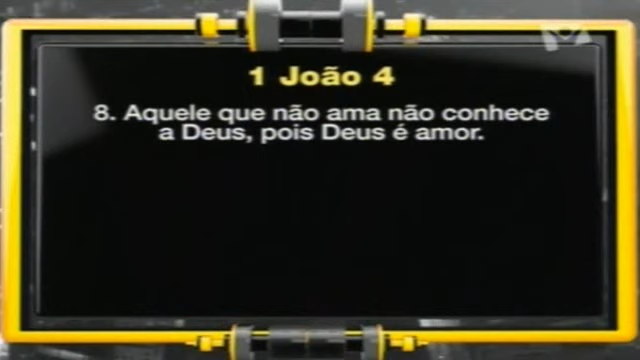 1 João 4
8. Aquele que não ama não conhece
a Deus, pois Deus é amor.